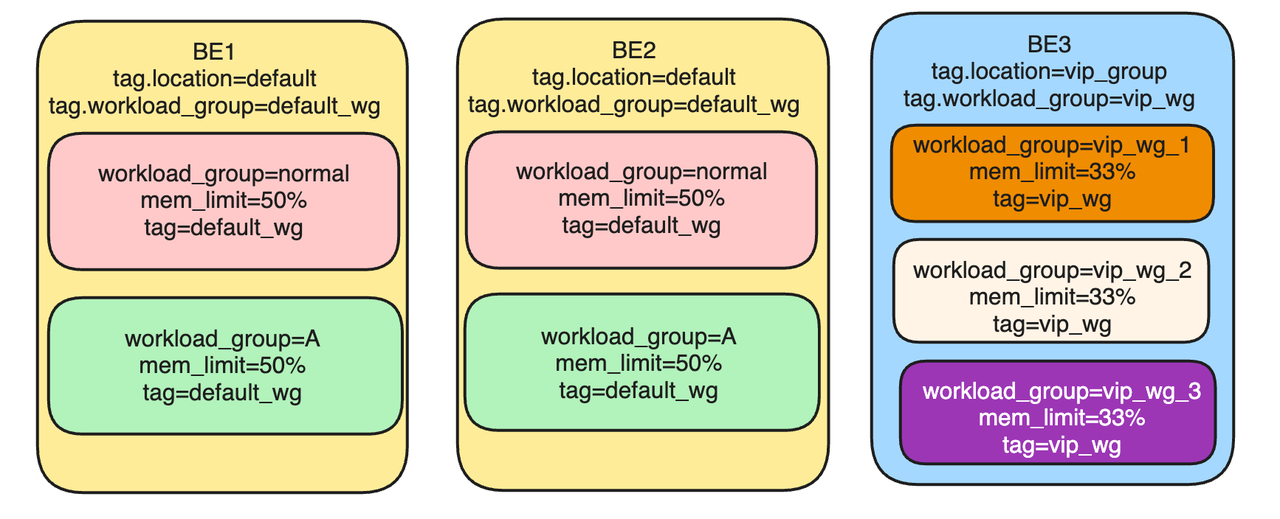 BE1
tag.location=default
tag.workload_group=default_wg
workload_group=normal
mem_limit=50%
tag=default_wg
workload_group=A
mem_limit=50%
tag=default_wg
BE2
tag.location=default
tag.workload_group=default_wg
workload_group=normal
mem_limit=50%
tag=default_wg
workload_group=A
mem_limit=50%
tag=default_wg
BE3
tag.location=vip_group
tag.workload_group=vip_wg
workload_group=vip_wg_1
mem_limit=33%
tag=vip_wg
workload_group=vip_wg_2
mem_limit=33%
tag=vip_wg
workload_group=vip_wg_3
mem_limit=33%
tag=vip_wg